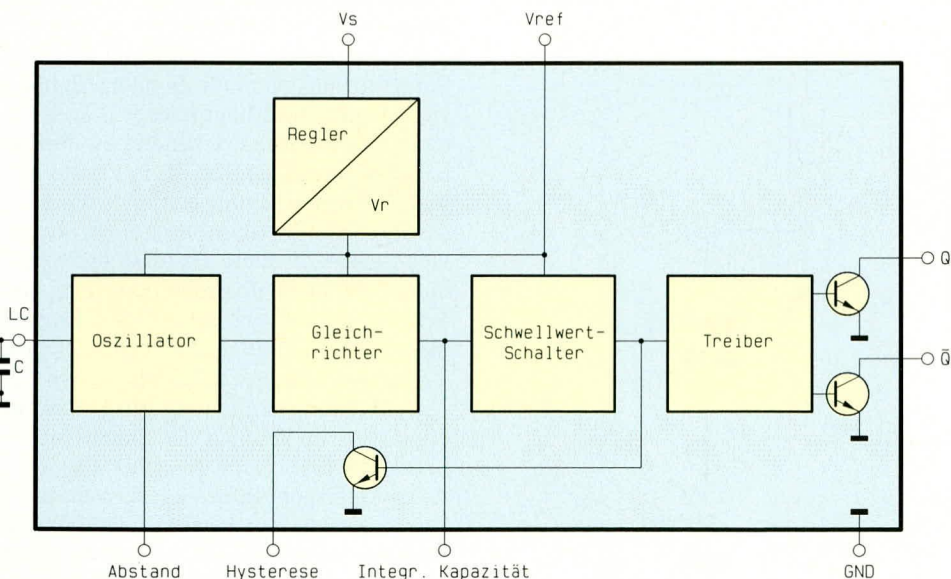 Vs
Vref
Regler
Vr
LC
C
Oszillator
Gleich-
richter
Schwellwert-
Schalter
Treiber
Q
Q̄
Abstand
Hysterese
Integr. Kapazität
GND